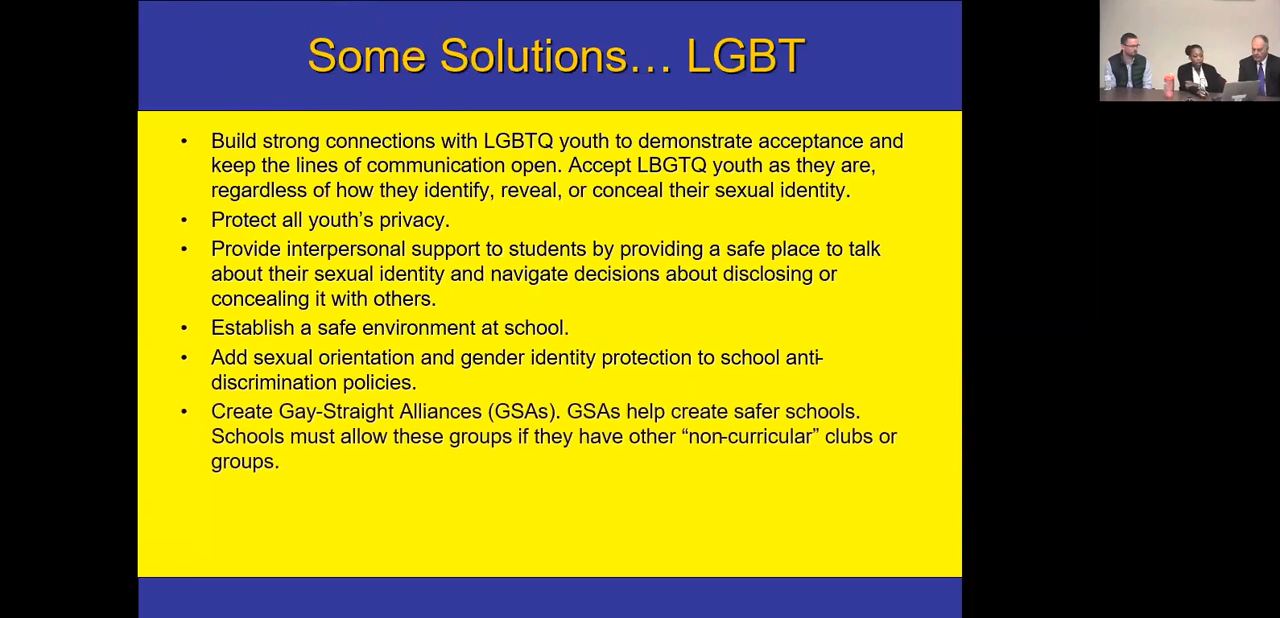 Some Solutions… LGBT
• Build strong connections with LGBTQ youth to demonstrate acceptance and
keep the lines of communication open. Accept LBGTQ youth as they are,
regardless of how they identify, reveal, or conceal their sexual identity.
• Protect all youth’s privacy.
• Provide interpersonal support to students by providing a safe place to talk
about their sexual identity and navigate decisions about disclosing or
concealing it with others.
• Establish a safe environment at school.
• Add sexual orientation and gender identity protection to school anti-
discrimination policies.
• Create Gay-Straight Alliances (GSAs). GSAs help create safer schools.
Schools must allow these groups if they have other “non-curricular” clubs or
groups.